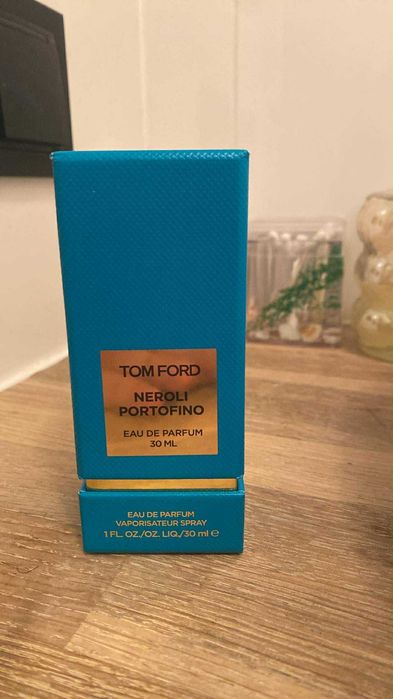 TOM FORD
NEROLI
PORTOFINO
EAU DE PARFUM
30 ML
EAU DE PARFUM
VAPORISATEUR SPRAY
1 FL. OZ./OZ. LIQ./30 ml ℮